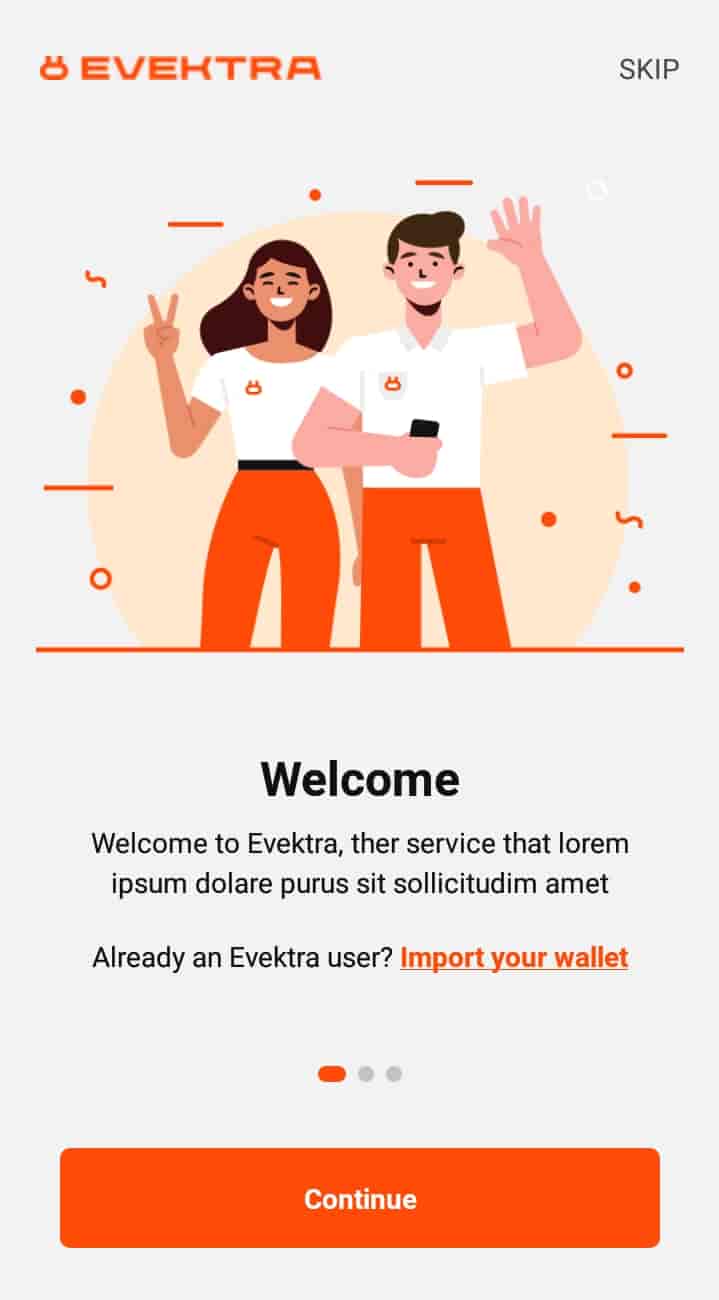 EVEKTRA
SKIP
Welcome
Welcome to Evektra, ther service that lorem
ipsum dolare purus sit sollicitudim amet
Already an Evektra user? Import your wallet
Continue